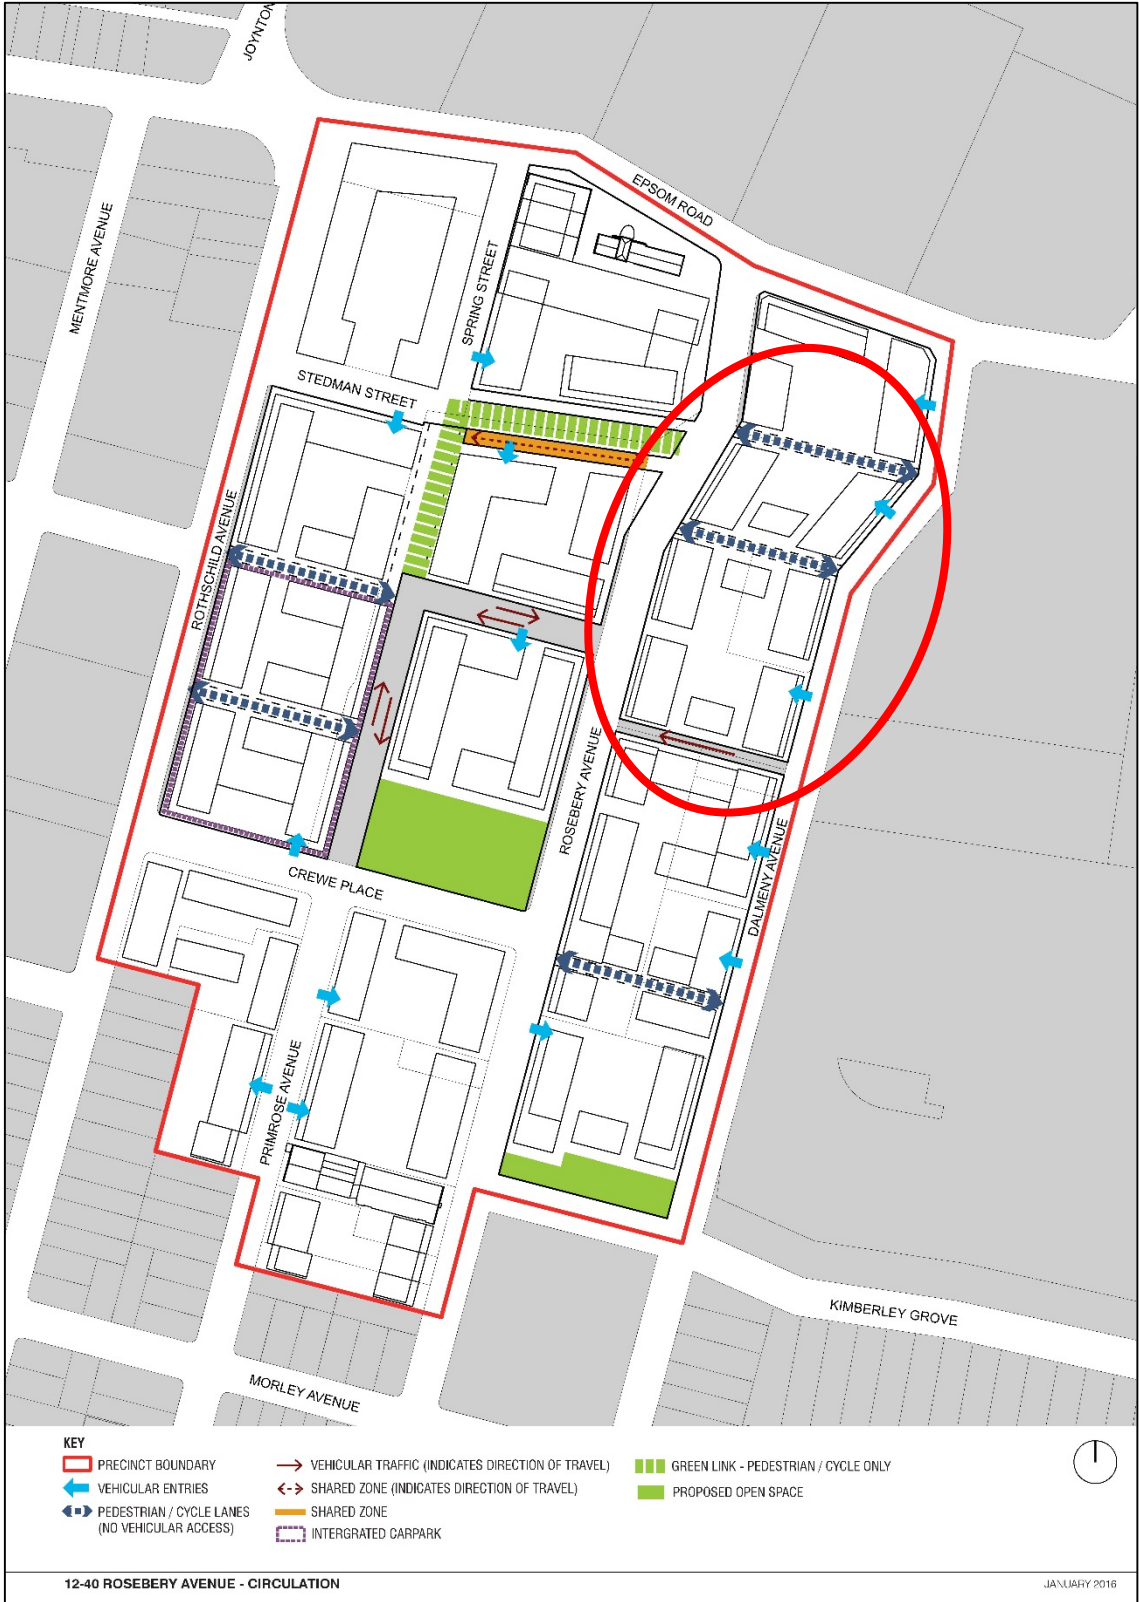 JOYNTON
EPSOM ROAD
MENTMORE AVENUE
SPRING STREET
STEDMAN STREET
ROTHSCHILD AVENUE
ROSEBERY AVENUE
DALMENY AVENUE
CREWE PLACE
PRIMROSE AVENUE
KIMBERLEY GROVE
MORLEY AVENUE
KEY
PRECINCT BOUNDARY
VEHICULAR ENTRIES
PEDESTRIAN / CYCLE LANES
(NO VEHICULAR ACCESS)
VEHICULAR TRAFFIC (INDICATES DIRECTION OF TRAVEL)
SHARED ZONE (INDICATES DIRECTION OF TRAVEL)
SHARED ZONE
INTERGRATED CARPARK
GREEN LINK - PEDESTRIAN / CYCLE ONLY
PROPOSED OPEN SPACE
12-40 ROSEBERY AVENUE - CIRCULATION
JANUARY 2016